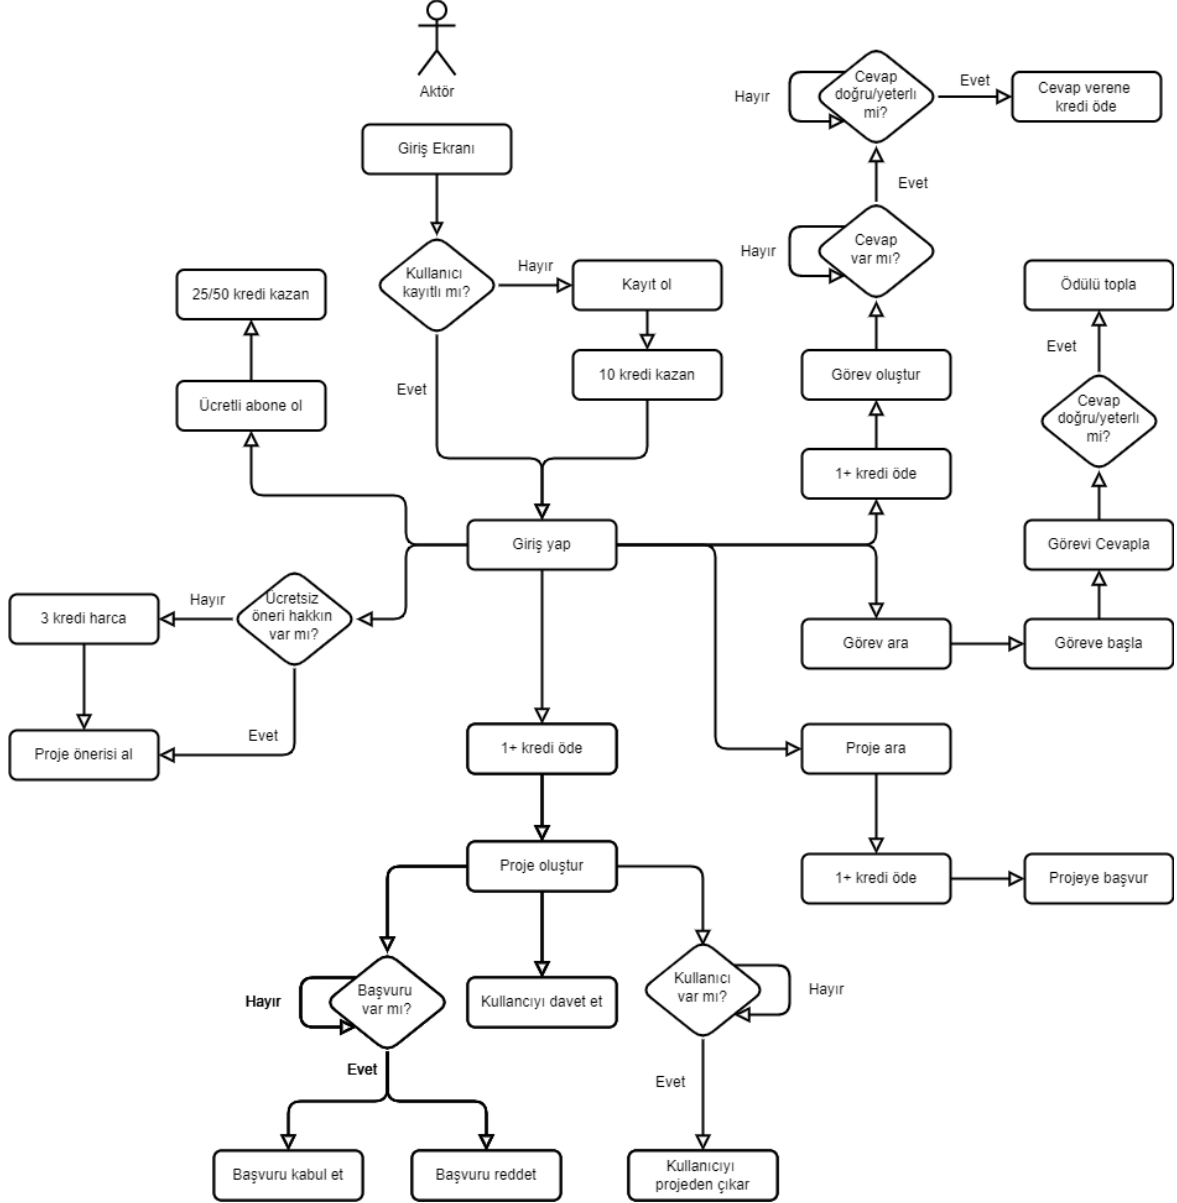 Aktör
Giriş Ekranı
Kullanıcı
kayıtlı mı?
Hayır
Kayıt ol
10 kredi kazan
Evet
25/50 kredi kazan
Ücretli abone ol
Giriş yap
Cevap
doğru/yeterli
mi?
Hayır
Evet
Cevap verene
kredi öde
Evet
Cevap
var mı?
Hayır
Görev oluştur
1+ kredi öde
Ödülü topla
Evet
Cevap
doğru/yeterli
mi?
Görevi Cevapla
Görev ara
Göreve başla
Ücretsiz
öneri hakkın
var mı?
Hayır
3 kredi harca
Evet
Proje önerisi al
1+ kredi öde
Proje ara
Proje oluştur
1+ kredi öde
Projeye başvur
Başvuru
var mı?
Hayır
Kullancıyı davet et
Kullanıcı
var mı?
Hayır
Evet
Evet
Başvuru kabul et
Başvuru reddet
Kullanıcıyı
projeden çıkar